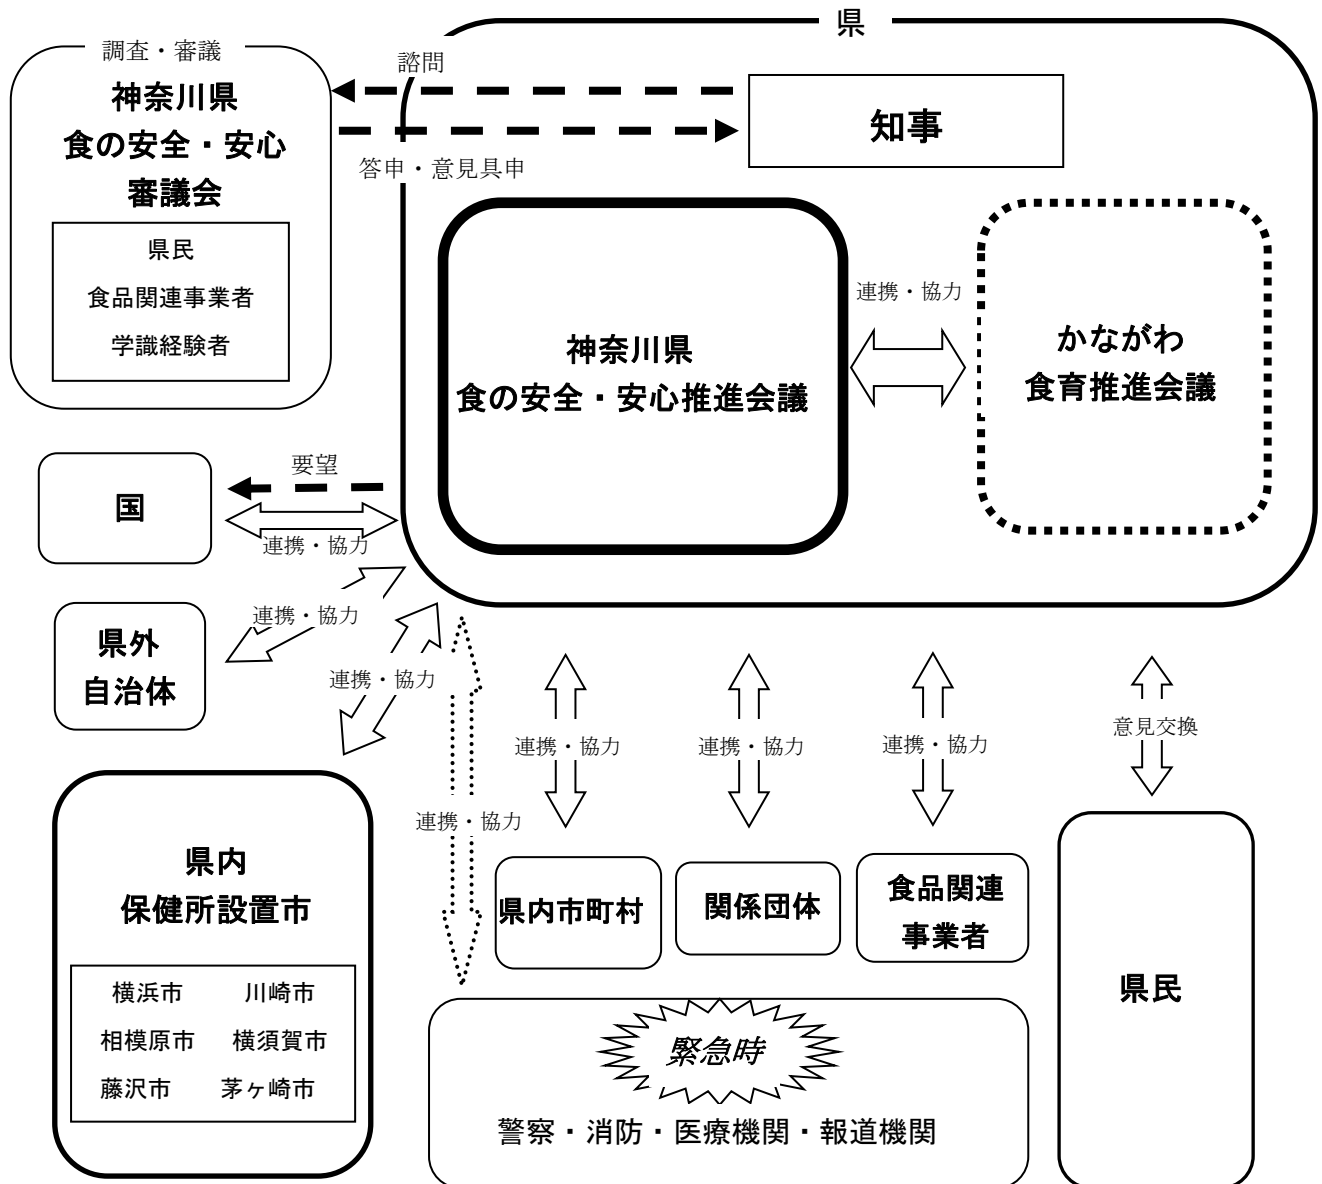 県
調査・審議
神奈川県
食の安全・安心
審議会
県民
食品関連事業者
学識経験者
諮問
答申・意見具申
知事
神奈川県
食の安全・安心推進会議
連携・協力
かながわ
食育推進会議
国
要望
連携・協力
県外
自治体
連携・協力
連携・協力
連携・協力
連携・協力
連携・協力
連携・協力
意見交換
県内
保健所設置市
横浜市 川崎市
相模原市 横須賀市
藤沢市 茅ヶ崎市
県内市町村
関係団体
食品関連
事業者
県民
緊急時
警察・消防・医療機関・報道機関